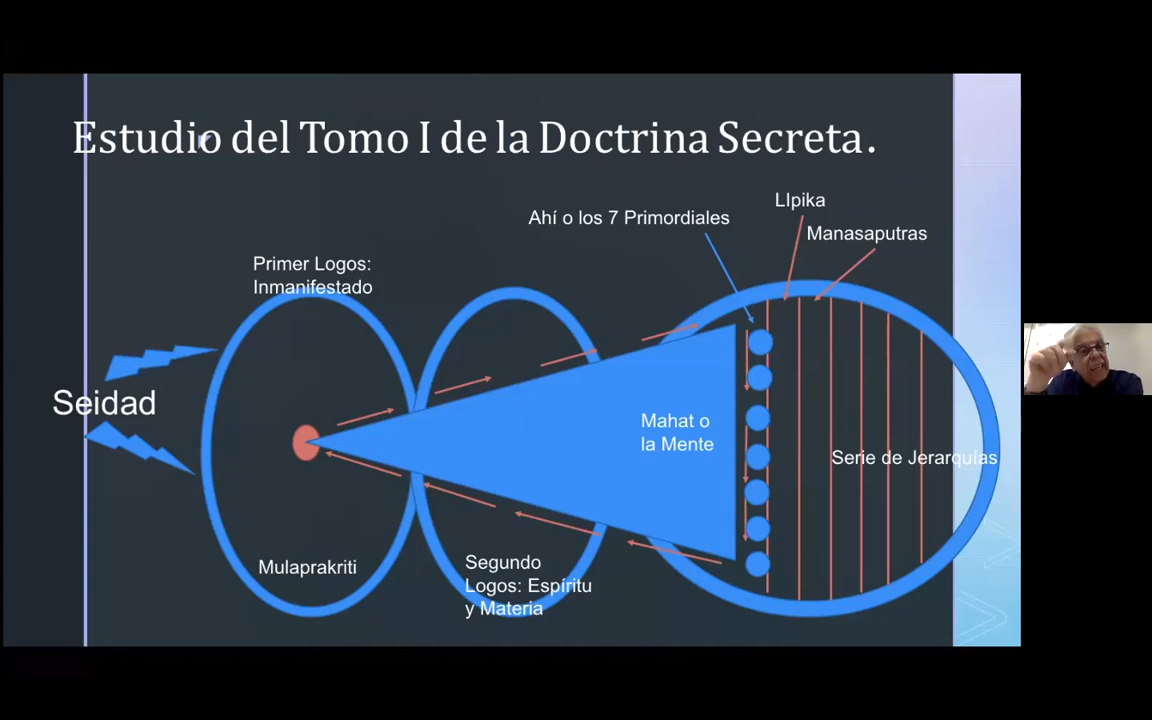 Estudio del Tomo I de la Doctrina Secreta.
LIpika
Ahí o los 7 Primordiales
Manasaputras
Primer Logos:
Inmanifestado
Seidad
Mahat o
la Mente
Serie de Jerarquías
Mulaprakriti
Segundo
Logos: Espíritu
y Materia